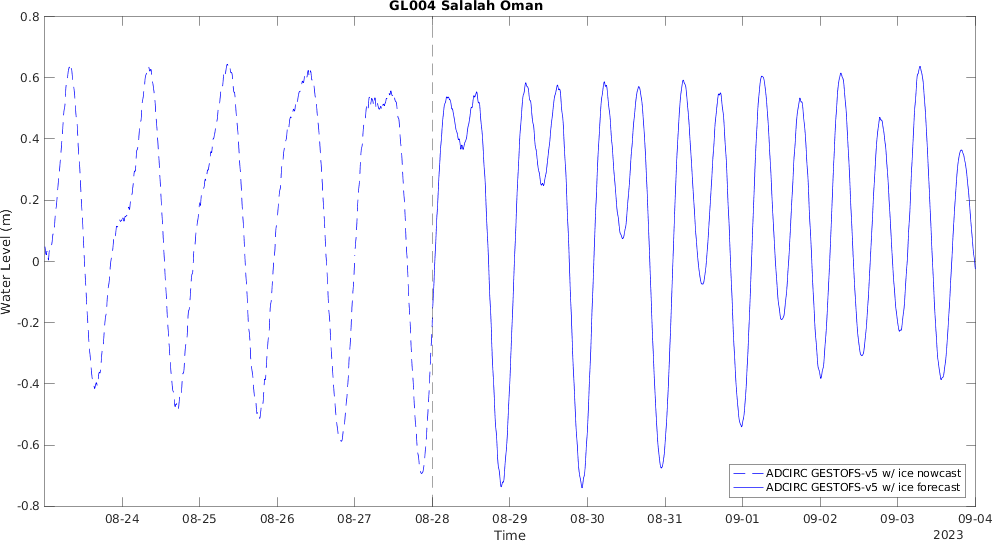 GL004 Salalah Oman
0.8
0.6
0.4
0.2
0
-0.2
-0.4
-0.6
-0.8
Water Level (m)
ADCIRC GESTOFS-v5 w/ ice nowcast
ADCIRC GESTOFS-v5 w/ ice forecast
08-24 08-25 08-26 08-27 08-28 08-29 08-30 08-31 09-01 09-02 09-03 09-04
Time
2023